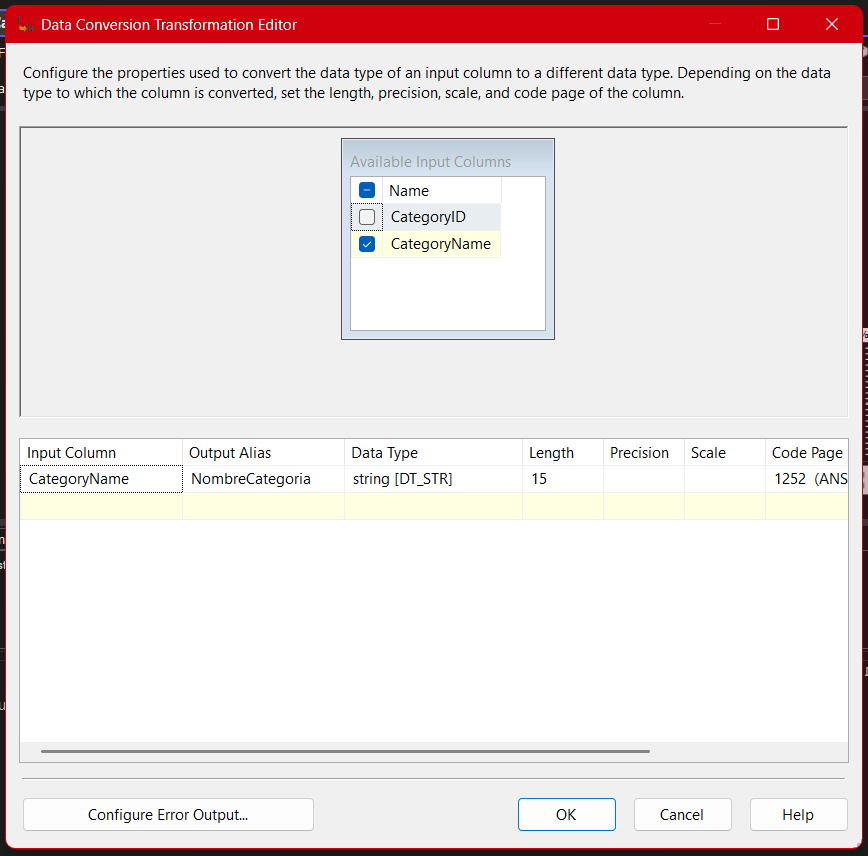 Data Conversion Transformation Editor
Configure the properties used to convert the data type of an input column to a different data type. Depending on the data
type to which the column is converted, set the length, precision, scale, and code page of the column.
Available Input Columns
Name
CategoryID
CategoryName
Input Column Output Alias Data Type Length Precision Scale Code Page
CategoryName NombreCategoria string [DT_STR] 15 1252 (ANS
Configure Error Output... OK Cancel Help